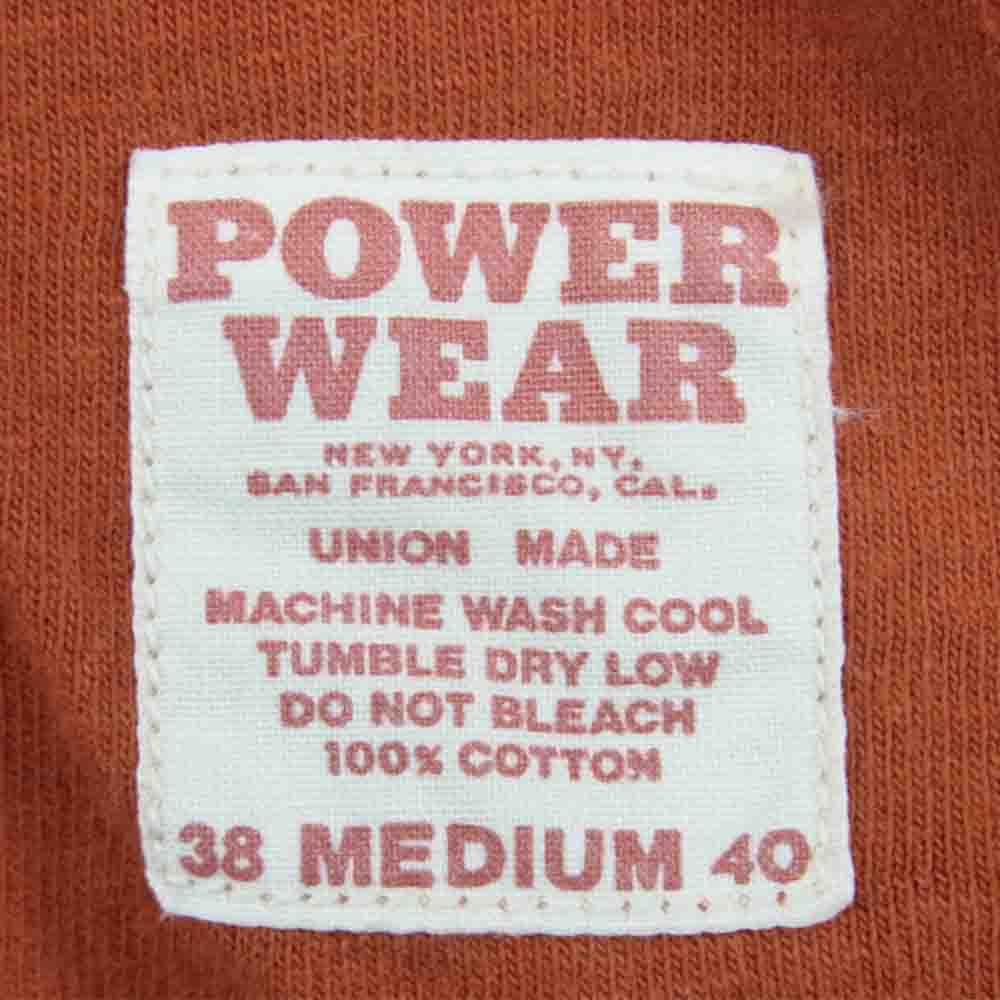 POWER
WEAR
NEW YORK, NY.
SAN FRANCISCO, CAL.
UNION MADE
MACHINE WASH COOL
TUMBLE DRY LOW
DO NOT BLEACH
100% COTTON
38 MEDIUM 40